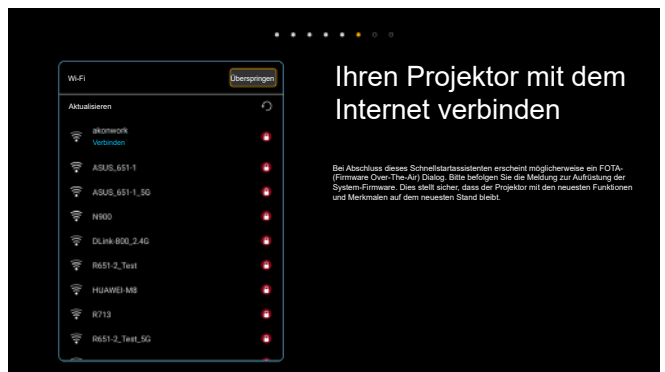 Wi-Fi
Überspringen
Aktualisieren
akonwork
Verbinden
ASUS_651-1
ASUS_651-1_5G
N900
DLink-800_2.4G
R651-2_Test
HUAWEI-M8
R713
R651-2_Test_5G
Ihren Projektor mit dem
Internet verbinden
Bei Abschluss dieses Schnellstartassistenten erscheint möglicherweise ein FOTA-
(Firmware Over-The-Air) Dialog. Bitte befolgen Sie die Meldung zur Aufrüstung der
System-Firmware. Dies stellt sicher, dass der Projektor mit den neuesten Funktionen
und Merkmalen auf dem neuesten Stand bleibt.